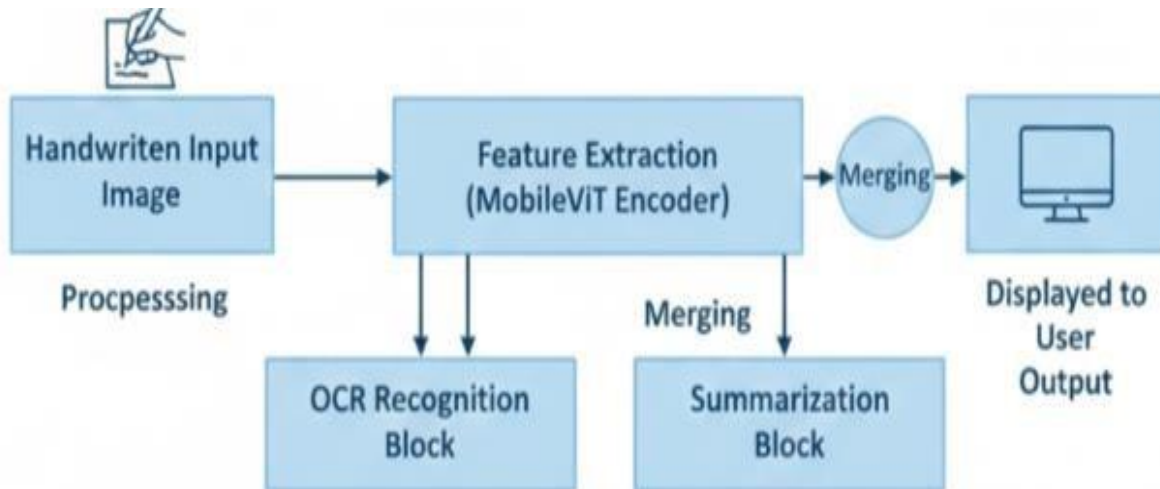 Handwriten Input
Image
Procpesssing
Feature Extraction
(MobileViT Encoder)
Merging
OCR Recognition
Block
Merging
Summarization
Block
Displayed to
User
Output